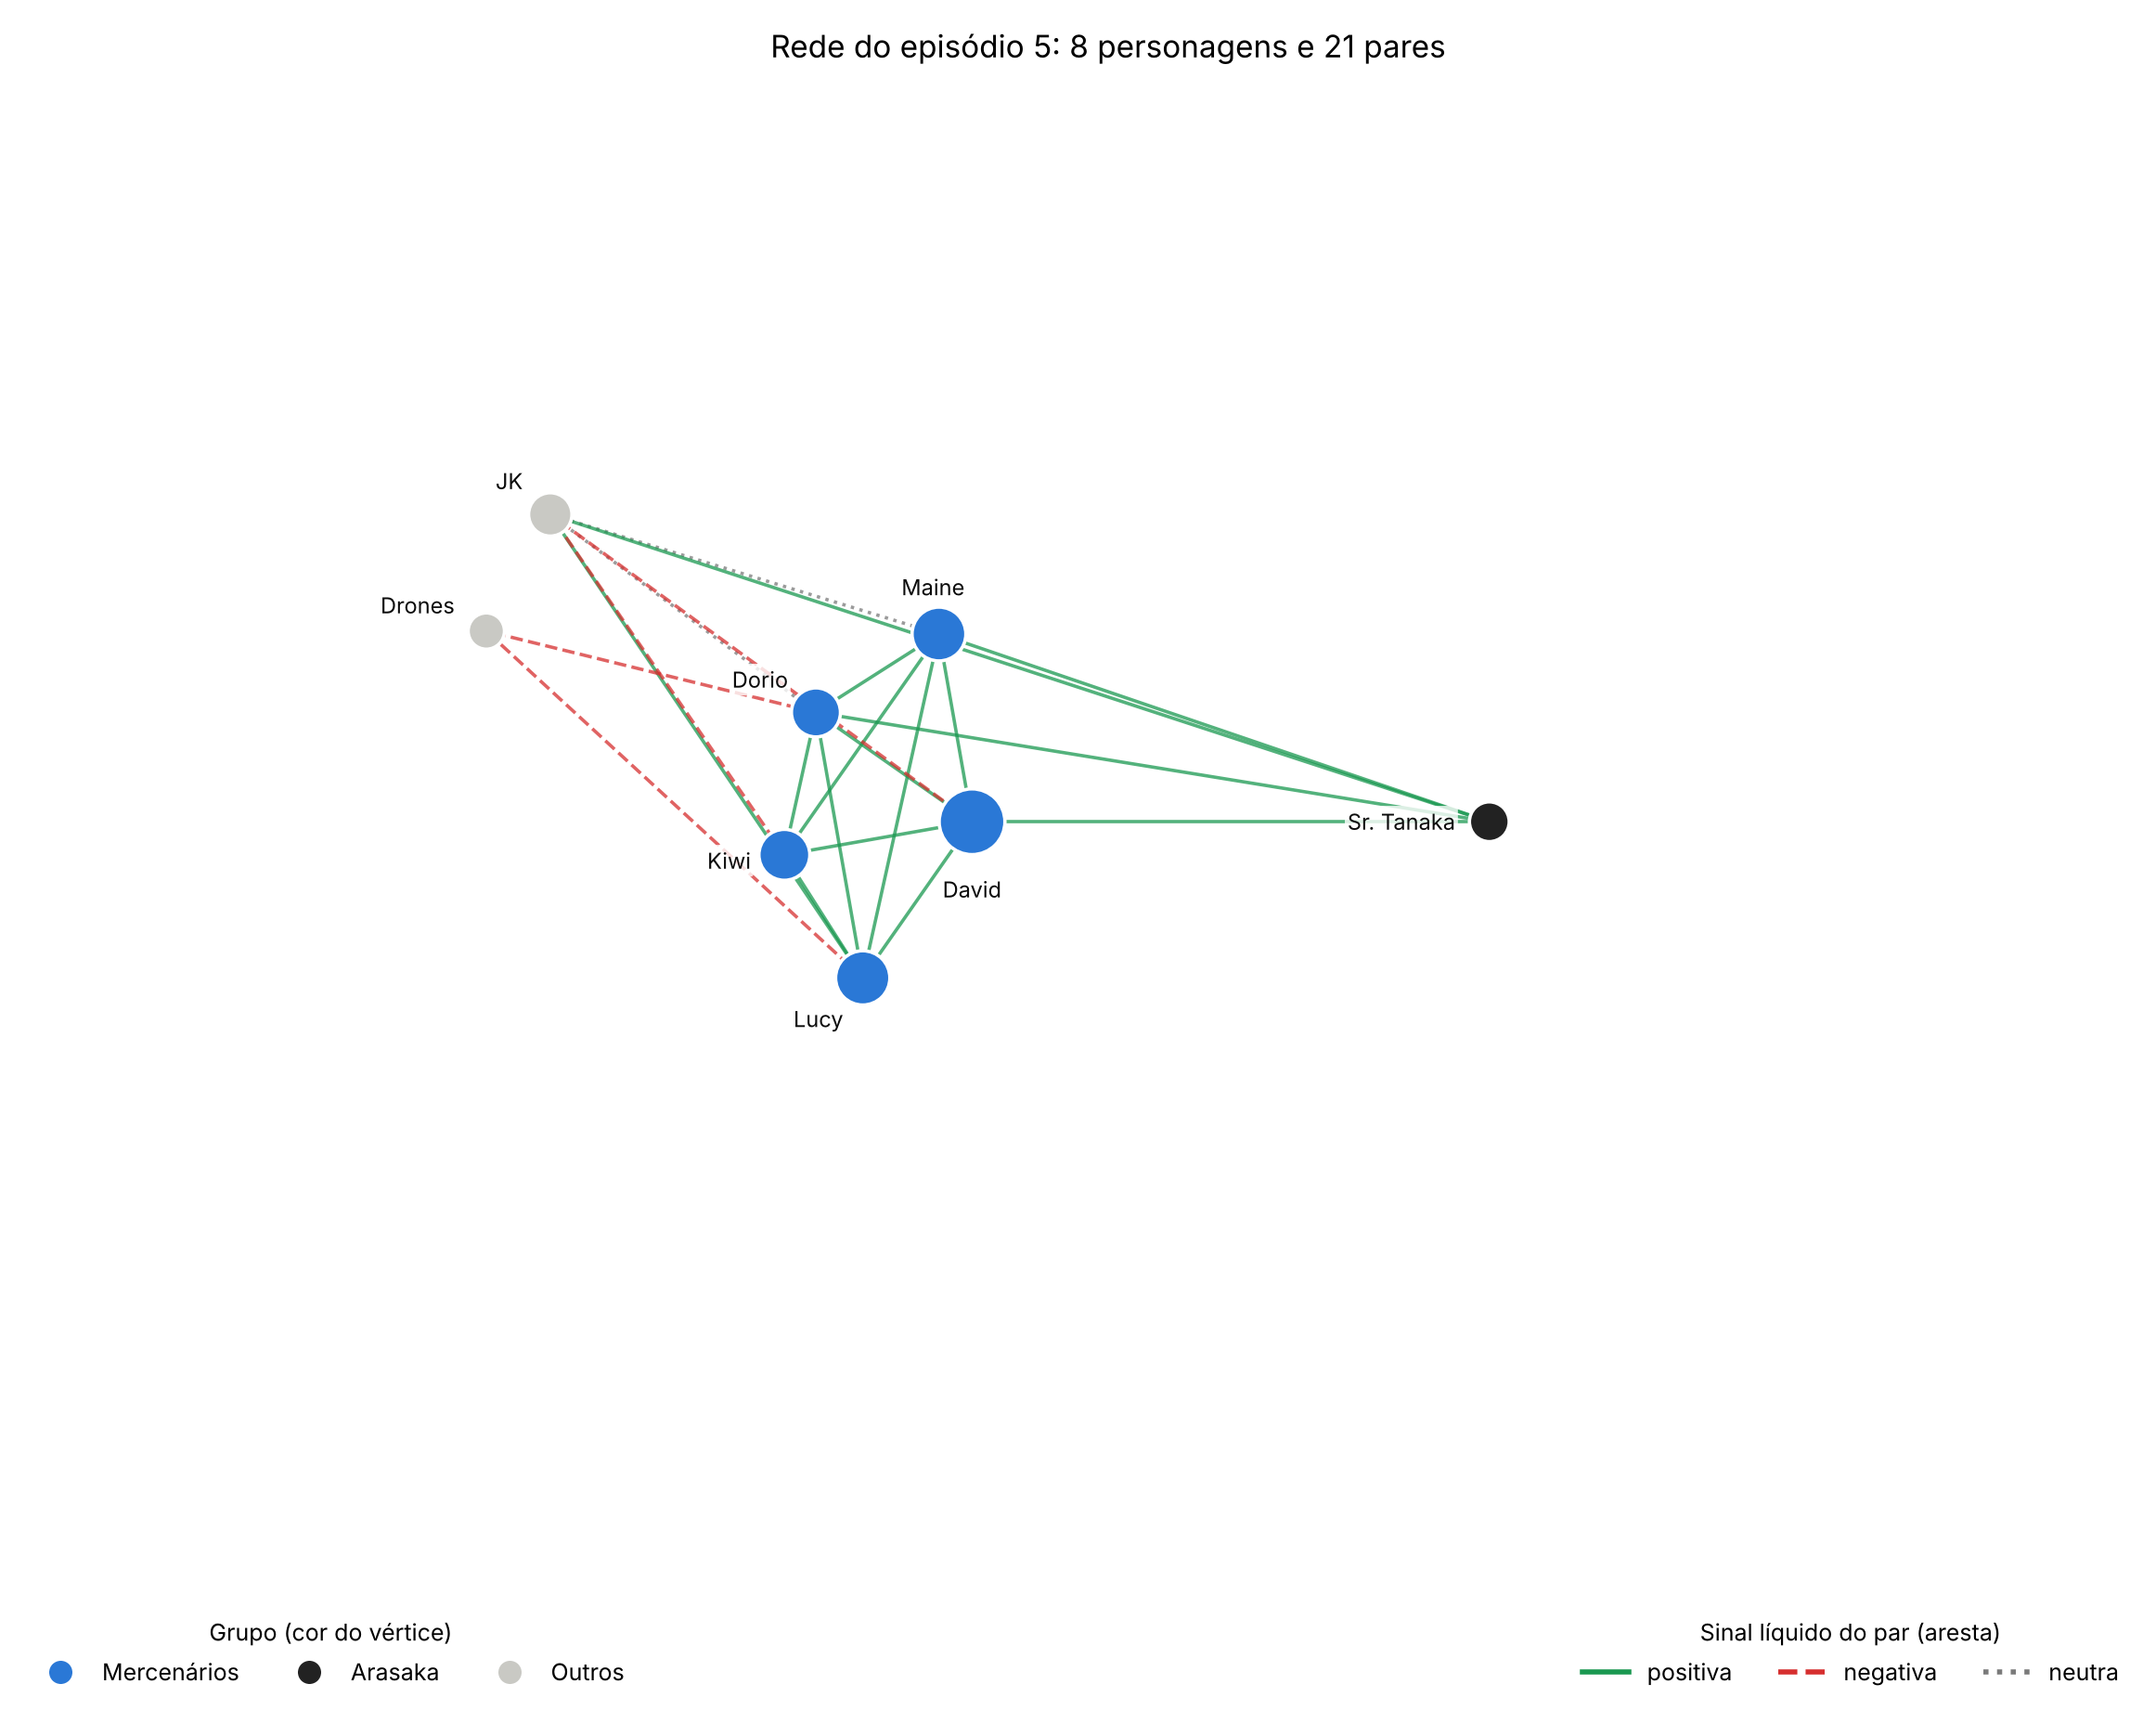 Rede do episódio 5: 8 personagens e 21 pares
JK
Drones
Maine
Dorio
Sr. Tanaka
Kiwi
David
Lucy
Grupo (cor do vértice)
Mercenários
Arasaka
Outros
Sinal líquido do par (aresta)
positiva
negativa
neutra